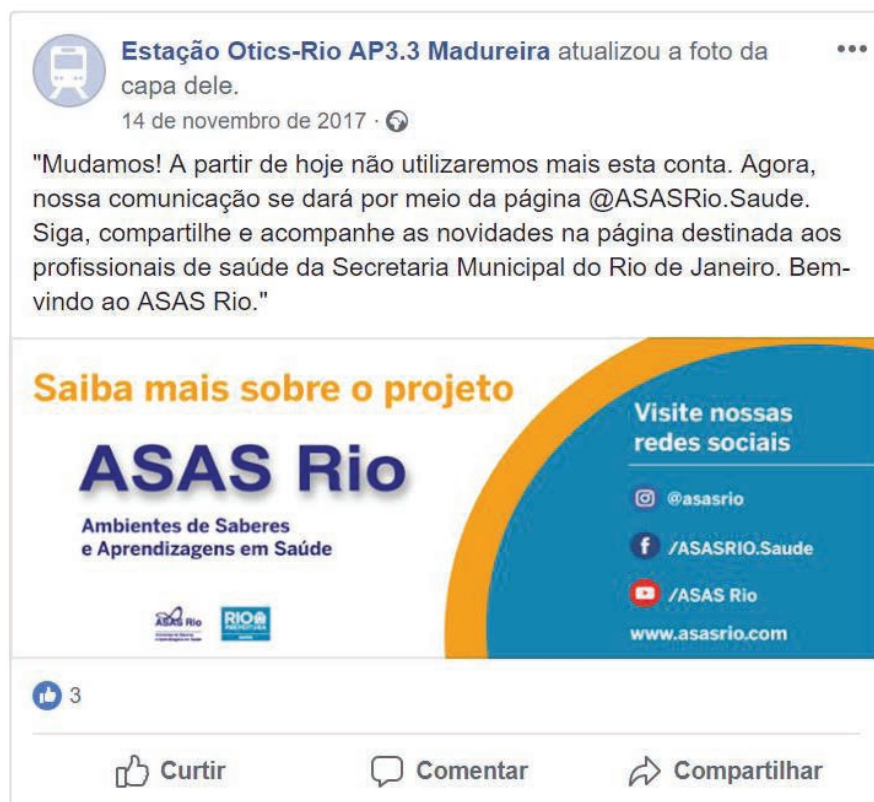 Estação Otics-Rio AP3.3 Madureira atualizou a foto da
capa dele.
14 de novembro de 2017 ·
"Mudamos! A partir de hoje não utilizaremos mais esta conta. Agora,
nossa comunicação se dará por meio da página @ASASRio.Saude.
Siga, compartilhe e acompanhe as novidades na página destinada aos
profissionais de saúde da Secretaria Municipal do Rio de Janeiro. Bem-
vindo ao ASAS Rio."
Saiba mais sobre o projeto
ASAS Rio
Ambientes de Saberes
e Aprendizagens em Saúde
ASAS Rio
RIO
PREFEITURA
Visite nossas
redes sociais
@asasrio
/ASASRIO.Saude
/ASAS Rio
www.asasrio.com
3
Curtir
Comentar
Compartilhar